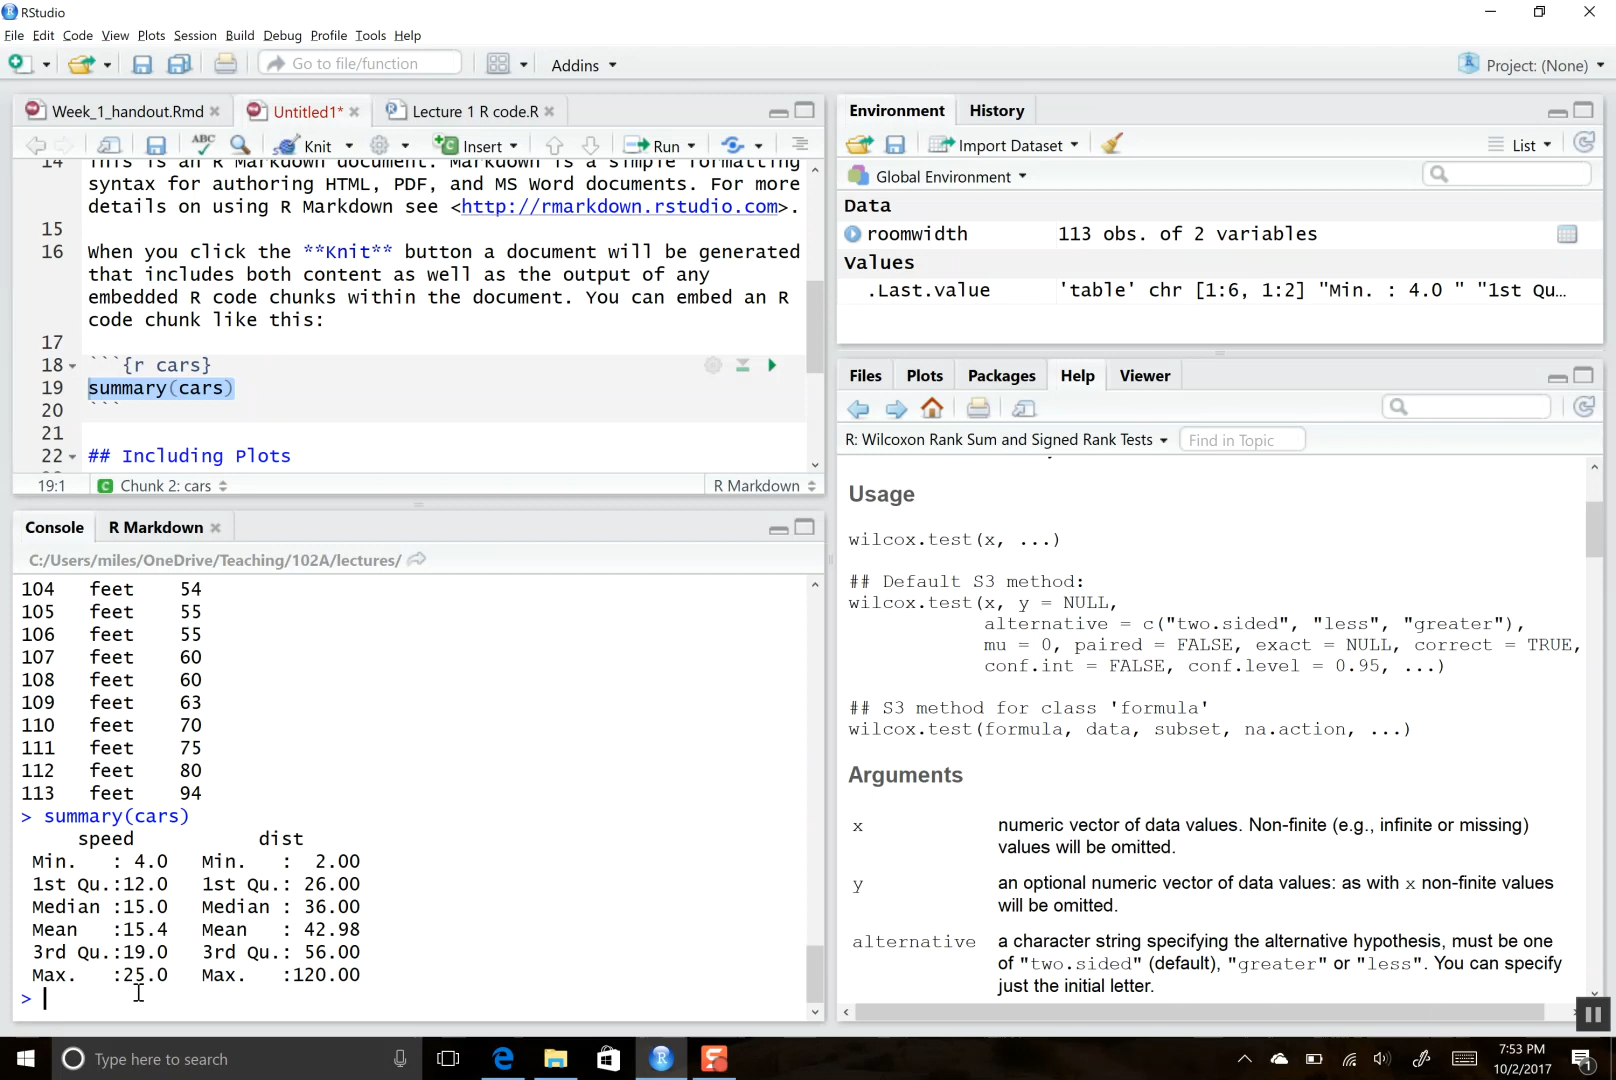 RStudio
File Edit Code View Plots Session Build Debug Profile Tools Help
Go to file/function
Addins
Project: (None)
Week_1_handout.Rmd
Untitled1*
Lecture 1 R code.R
ABC
Knit
Insert
Run
14 This is an R Markdown document. Markdown is a simple formatting
syntax for authoring HTML, PDF, and MS Word documents. For more
details on using R Markdown see <http://rmarkdown.rstudio.com>.
15
16 When you click the **Knit** button a document will be generated
that includes both content as well as the output of any
embedded R code chunks within the document. You can embed an R
code chunk like this:
17
18 ```{r cars}
19 summary(cars)
20 ```
21
22 ## Including Plots
19:1 C Chunk 2: cars R Markdown
Console R Markdown
C:/Users/miles/OneDrive/Teaching/102A/lectures/
104 feet 54
105 feet 55
106 feet 55
107 feet 60
108 feet 60
109 feet 63
110 feet 70
111 feet 75
112 feet 80
113 feet 94
> summary(cars)
speed dist
Min. : 4.0 Min. : 2.00
1st Qu.:12.0 1st Qu.: 26.00
Median :15.0 Median : 36.00
Mean :15.4 Mean : 42.98
3rd Qu.:19.0 3rd Qu.: 56.00
Max. :25.0 Max. :120.00
>
Environment History
Import Dataset List
Global Environment
Data
roomwidth 113 obs. of 2 variables
Values
.Last.value 'table' chr [1:6, 1:2] "Min. : 4.0 " "1st Qu…
Files Plots Packages Help Viewer
R: Wilcoxon Rank Sum and Signed Rank Tests Find in Topic
Usage
wilcox.test(x, ...)
## Default S3 method:
wilcox.test(x, y = NULL,
alternative = c("two.sided", "less", "greater"),
mu = 0, paired = FALSE, exact = NULL, correct = TRUE,
conf.int = FALSE, conf.level = 0.95, ...)
## S3 method for class 'formula'
wilcox.test(formula, data, subset, na.action, ...)
Arguments
x numeric vector of data values. Non-finite (e.g., infinite or missing)
values will be omitted.
y an optional numeric vector of data values: as with x non-finite values
will be omitted.
alternative a character string specifying the alternative hypothesis, must be one
of "two.sided" (default), "greater" or "less". You can specify
just the initial letter.
Type here to search
7:53 PM
10/2/2017
1